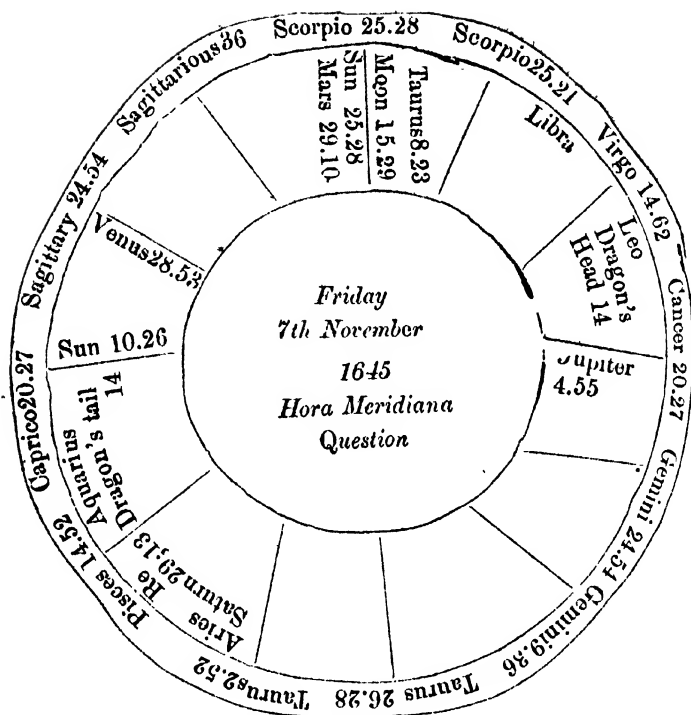 Scorpio 25.28
Scorpio25.21
Virgo 14.62
Cancer 20.27
Gemini 24.54
Gemini9.36
Taurus 26.28
Taurus2.52
Pisces 14.52
Caprico20.27
Sagittary 24.54
Sagittarious36
Taurus8.23
Moon 15.29
Sun 25.28
Mars 29.10
Libra
Leo
Dragon's
Head 14
Jupiter
4.55
Aries
Saturn29,13
Re
Aquarius
Dragon's tail
14
Sun 10.26
Venus28.53
Friday
7th November
1645
Hora Meridiana
Question